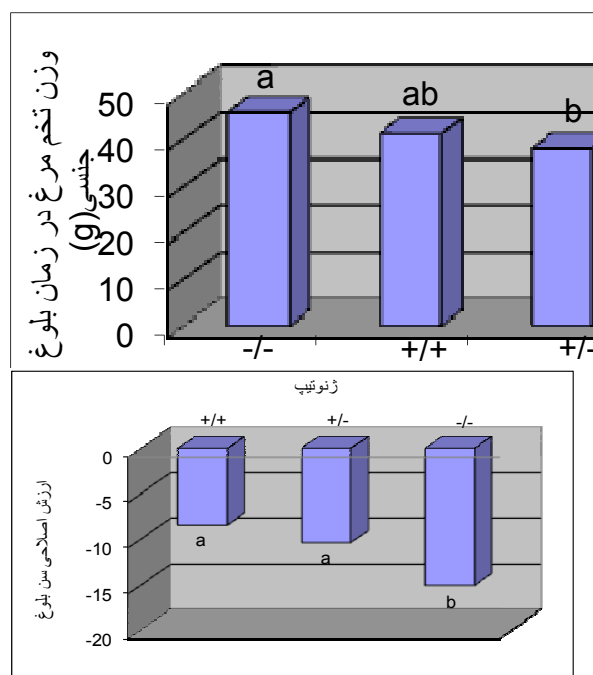 وزن تخم مرغ در زمان بلوغ
جنسی(g)
a
ab
b
50
40
30
20
10
0
-/-
+/+
+/-
ژنوتیپ
+/+
+/-
-/-
ارزش اصلاحی سن بلوغ
0
-5
-10
-15
-20
a
a
b